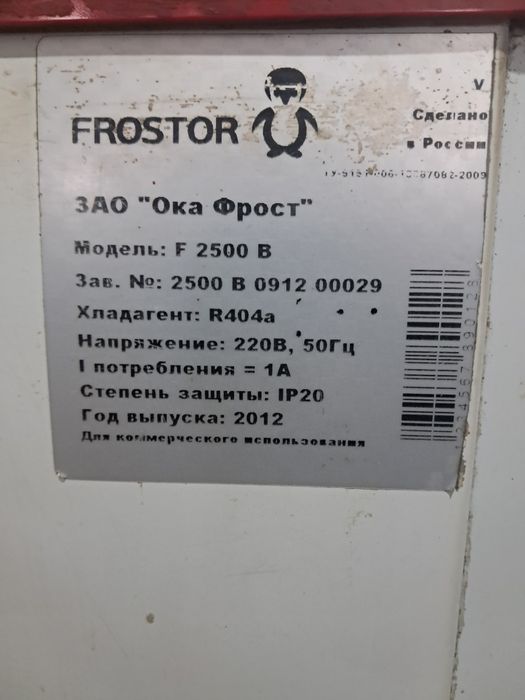 FROSTOR
V
Сделано
в России
ЗАО "Ока Фрост"
Модель: F 2500 B
Зав. №: 2500 B 0912 00029
Хладагент: R404a
Напряжение: 220В, 50Гц
I потребления = 1А
Степень защиты: IP20
Год выпуска: 2012
Для коммерческого использования